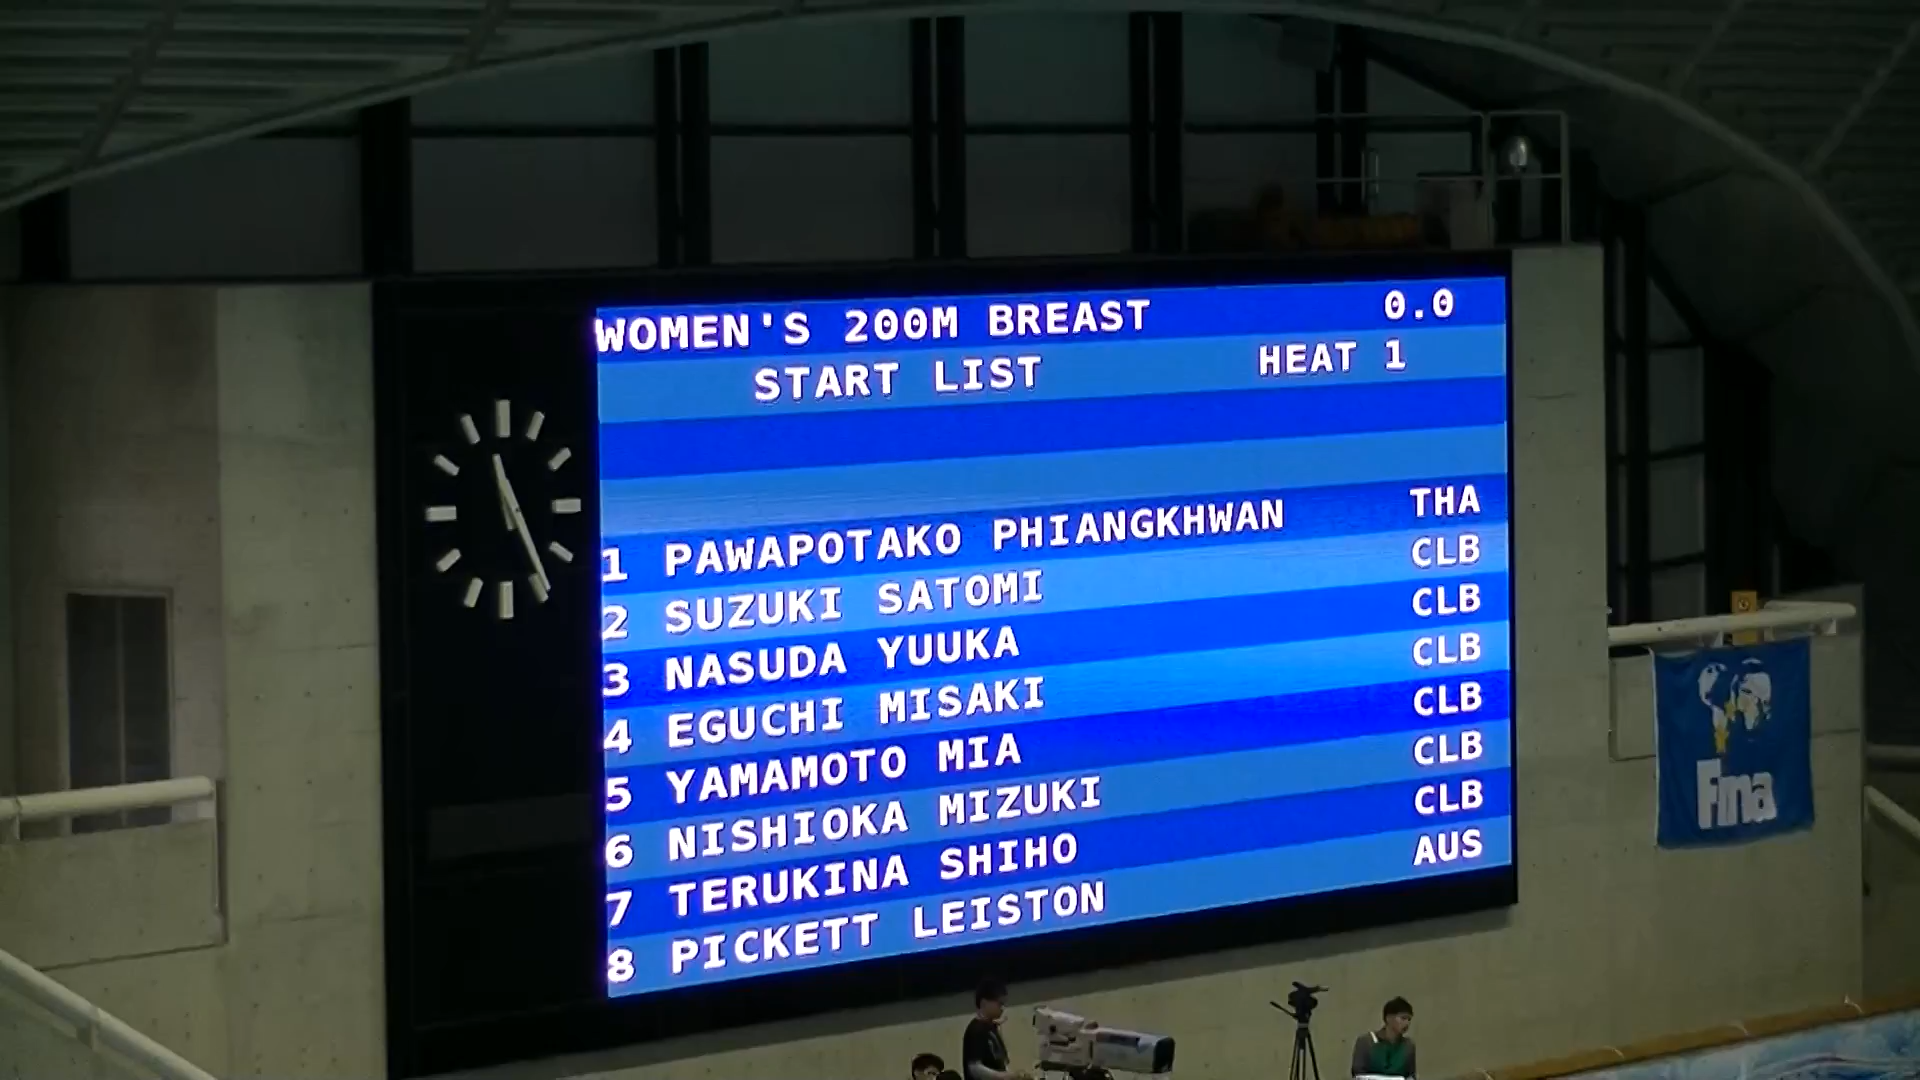 WOMEN'S 200M BREAST 0.0
START LIST HEAT 1
1 PAWAPOTAKO PHIANGKHWAN THA
2 SUZUKI SATOMI CLB
3 NASUDA YUUKA CLB
4 EGUCHI MISAKI CLB
5 YAMAMOTO MIA CLB
6 NISHIOKA MIZUKI CLB
7 TERUKINA SHIHO CLB
8 PICKETT LEISTON AUS
Fina